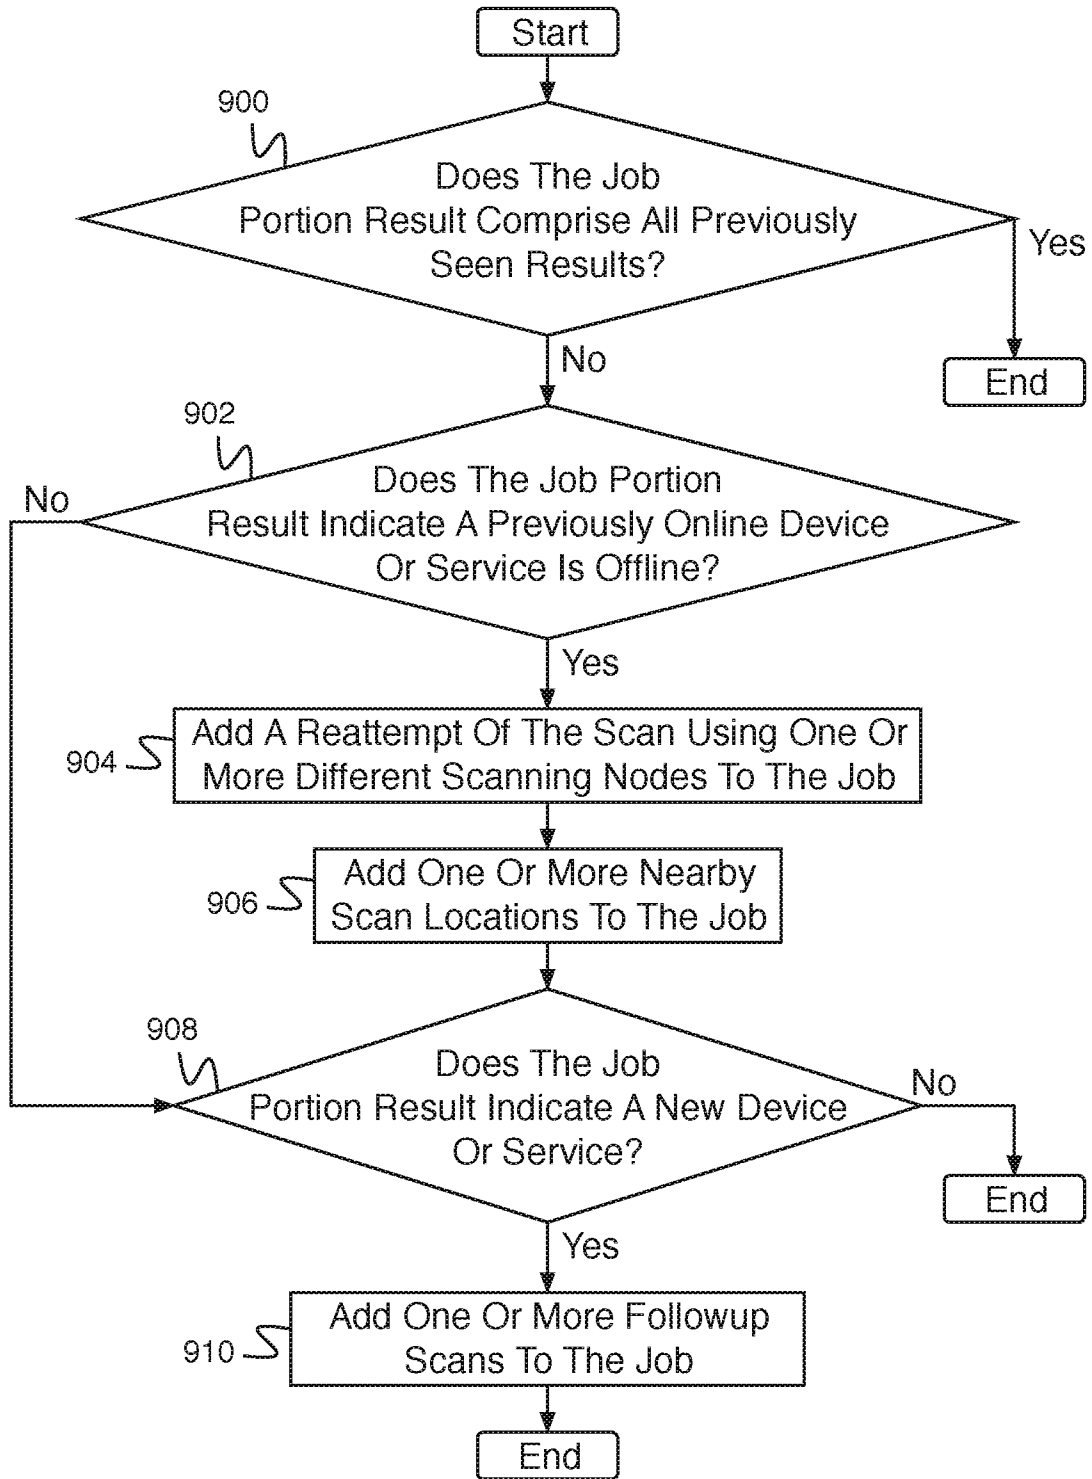 Start
900
Does The Job
Portion Result Comprise All Previously
Seen Results?
Yes
No
End
902
Does The Job Portion
Result Indicate A Previously Online Device
Or Service Is Offline?
No
Yes
904
Add A Reattempt Of The Scan Using One Or
More Different Scanning Nodes To The Job
906
Add One Or More Nearby
Scan Locations To The Job
908
Does The Job
Portion Result Indicate A New Device
Or Service?
No
End
Yes
910
Add One Or More Followup
Scans To The Job
End